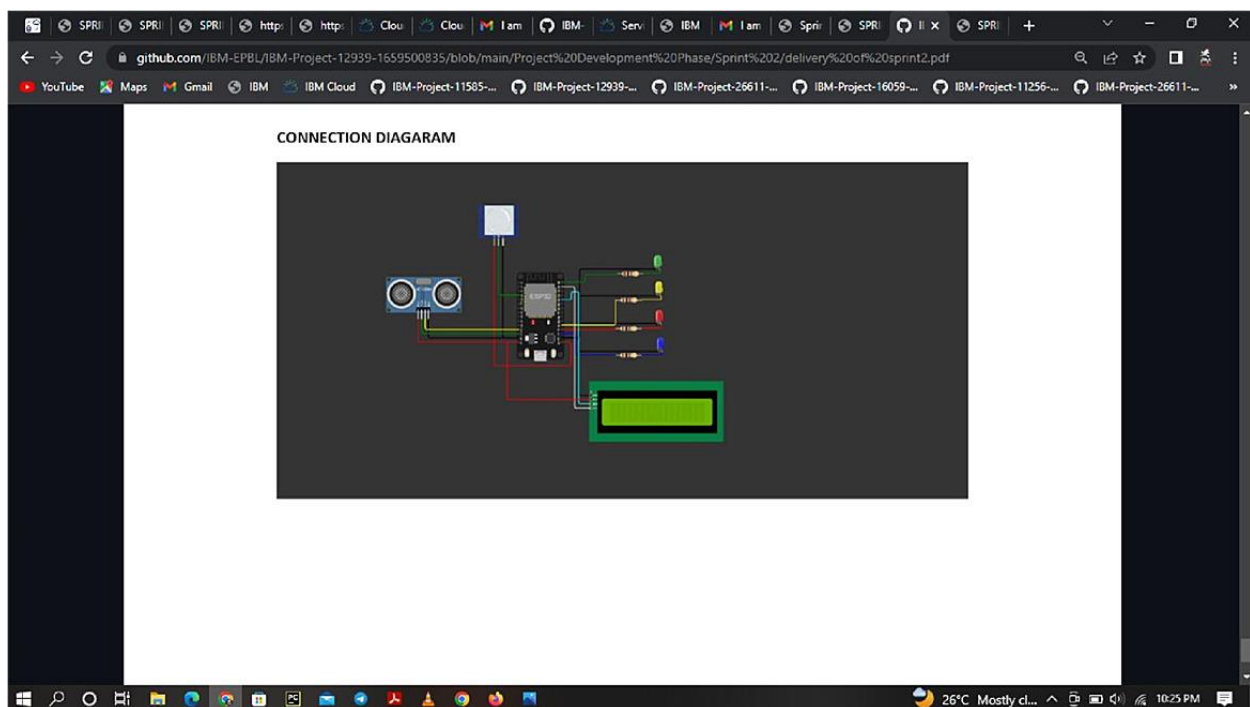 SPRI SPRI SPRI https http: Clou Clou I am IBM- Servi IBM I am Sprir SPRI II SPRI
github.com/IBM-EPBL/IBM-Project-12939-1659500835/blob/main/Project%20Development%20Phase/Sprint%202/delivery%20of%20sprint2.pdf
YouTube Maps Gmail IBM IBM Cloud IBM-Project-11585-... IBM-Project-12939-... IBM-Project-26611-... IBM-Project-16059-... IBM-Project-11256-... IBM-Project-26611-...
CONNECTION DIAGARAM
ESP32
26°C Mostly cl... 10:25 PM